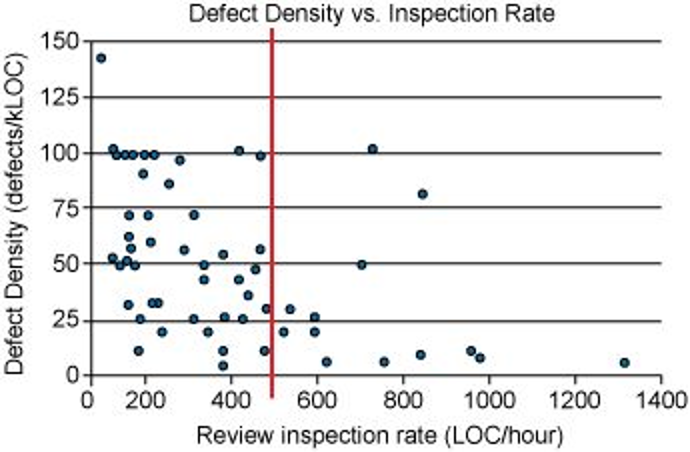 Defect Density vs. Inspection Rate
150
125
100
75
50
25
0
Defect Density (defects/kLOC)
0 200 400 600 800 1000 1200 1400
Review inspection rate (LOC/hour)